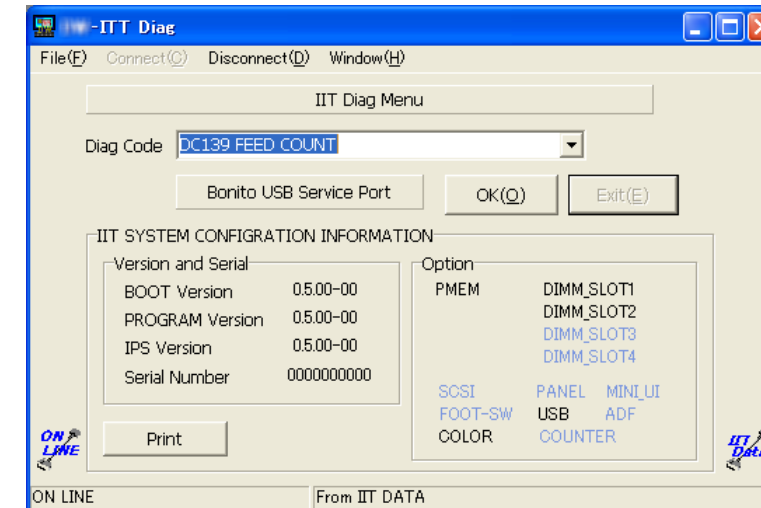 -ITT Diag
File(F) Connect(C) Disconnect(D) Window(H)
IIT Diag Menu
Diag Code DC139 FEED COUNT
Bonito USB Service Port OK(O) Exit(E)
IIT SYSTEM CONFIGRATION INFORMATION
Version and Serial
BOOT Version 0.5.00-00
PROGRAM Version 0.5.00-00
IPS Version 0.5.00-00
Serial Number 0000000000
Print
Option
PMEM DIMM_SLOT1
DIMM_SLOT2
DIMM_SLOT3
DIMM_SLOT4
SCSI PANEL MINI_UI
FOOT-SW USB ADF
COLOR COUNTER
ON LINE
IIT Dat
ON LINE From IIT DATA